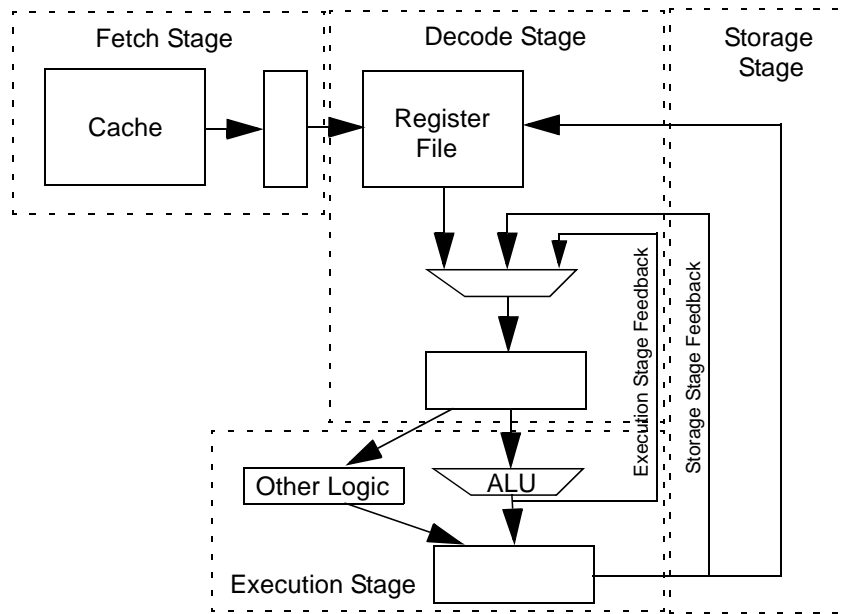 Fetch Stage
Decode Stage
Storage
Stage
Cache
Register
File
Execution Stage Feedback
Storage Stage Feedback
Other Logic
ALU
Execution Stage